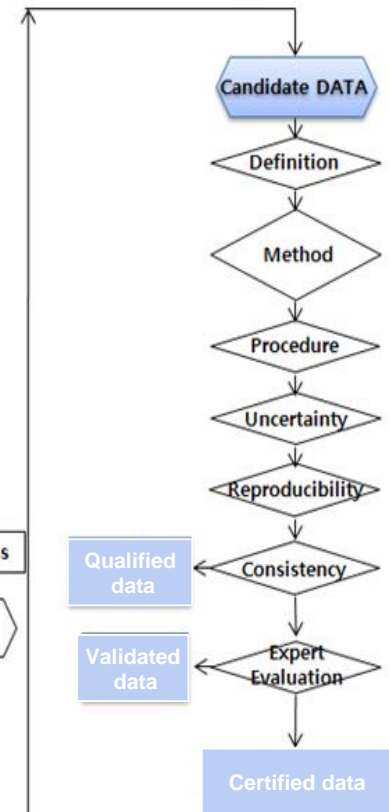 Candidate DATA
Definition
Method
Procedure
Uncertainty
Reproducibility
s
Qualified
data
Consistency
Validated
data
Expert
Evaluation
Certified data